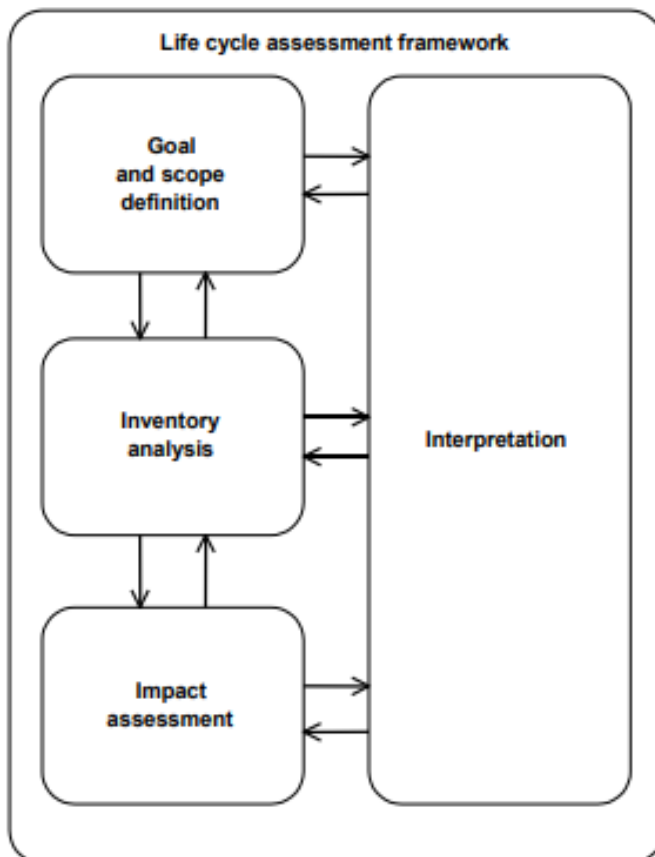 Life cycle assessment framework
Goal
and scope
definition
Inventory
analysis
Interpretation
Impact
assessment